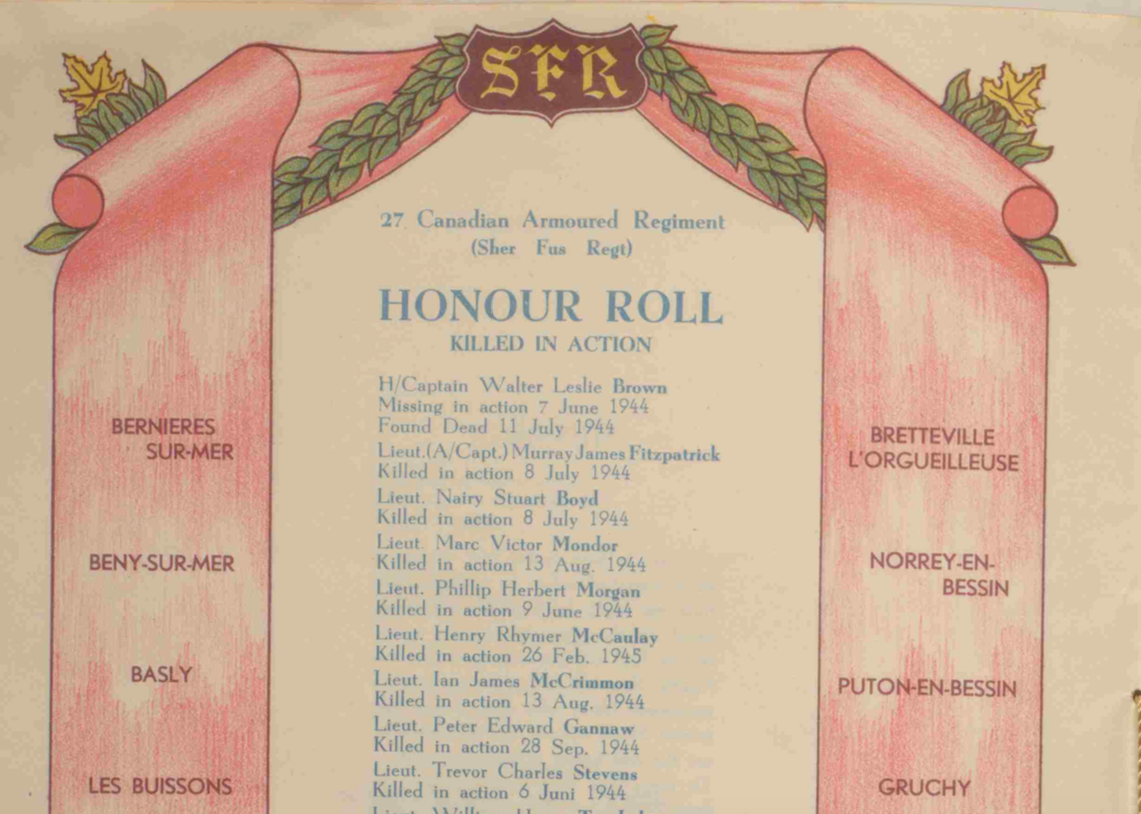 SFR
27 Canadian Armoured Regiment
(Sher Fus Regt)
HONOUR ROLL
KILLED IN ACTION
H/Captain Walter Leslie Brown
Missing in action 7 June 1944
Found Dead 11 July 1944
Lieut.(A/Capt.) Murray James Fitzpatrick
Killed in action 8 July 1944
Lieut. Nairy Stuart Boyd
Killed in action 8 July 1944
Lieut. Marc Victor Mondor
Killed in action 13 Aug. 1944
Lieut. Phillip Herbert Morgan
Killed in action 9 June 1944
Lieut. Henry Rhymer McCaulay
Killed in action 26 Feb. 1945
Lieut. Ian James McCrimmon
Killed in action 13 Aug. 1944
Lieut. Peter Edward Gannaw
Killed in action 28 Sep. 1944
Lieut. Trevor Charles Stevens
Killed in action 6 Juni 1944
BERNIERES
SUR-MER
BENY-SUR-MER
BASLY
LES BUISSONS
BRETTEVILLE
L'ORGUEILLEUSE
NORREY-EN-
BESSIN
PUTON-EN-BESSIN
GRUCHY